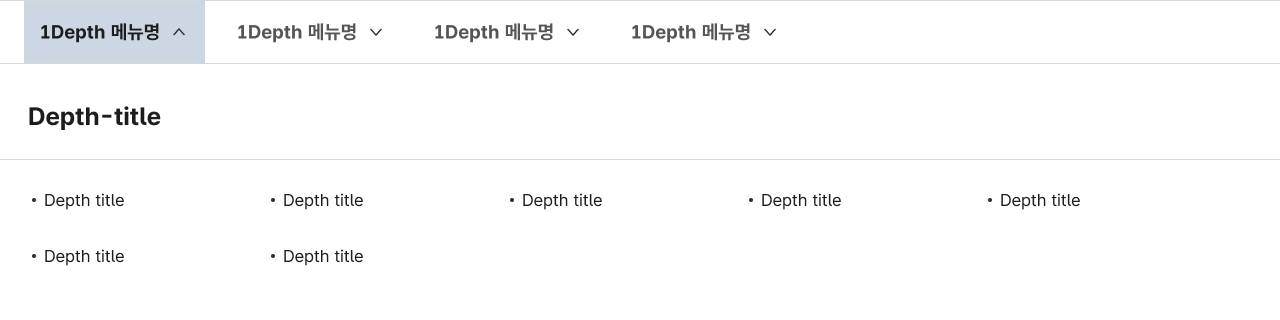 1Depth 메뉴명 1Depth 메뉴명 1Depth 메뉴명 1Depth 메뉴명
Depth-title
• Depth title • Depth title • Depth title • Depth title • Depth title
• Depth title • Depth title